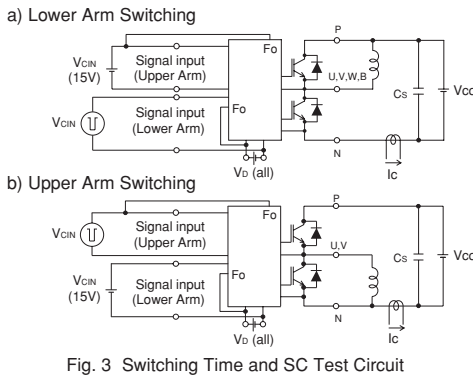 a) Lower Arm Switching
P
Fo
VCIN
(15V)
Signal input
(Upper Arm)
U,V,W,B
CS
VCC
VCIN
Signal input
(Lower Arm)
Fo
N
VD (all)
IC
b) Upper Arm Switching
P
Fo
VCIN
Signal input
(Upper Arm)
U,V
CS
VCC
VCIN
(15V)
Signal input
(Lower Arm)
Fo
N
VD (all)
IC
Fig. 3 Switching Time and SC Test Circuit